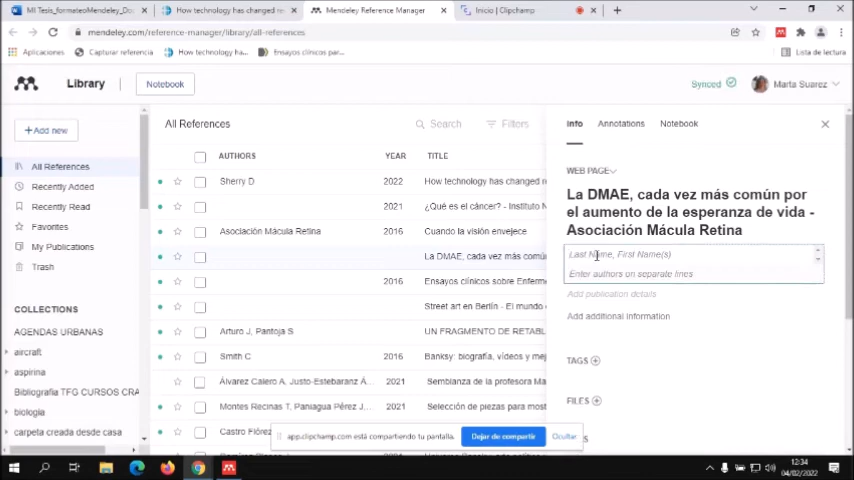 MI Tesis_formateoMendeley_Doc
How technology has changed re
Mendeley Reference Manager
Inicio | Clipchamp
mendeley.com/reference-manager/library/all-references
Aplicaciones
Capturar referencia
How technology ha...
Ensayos clínicos par...
Lista de lectura
Library
Notebook
Synced
Marta Suarez
+ Add new
All References
Search
Filters
Info
Annotations
Notebook
AUTHORS YEAR TITLE
All References
Recently Added
Recently Read
Favorites
My Publications
Trash
COLLECTIONS
AGENDAS URBANAS
aircraft
aspirina
Bibliografia TFG CURSOS CRA
biologia
carpeta creada desde casa
Sherry D 2022 How technology has changed r
2021 ¿Qué es el cáncer? - Instituto N
Asociación Mácula Retina 2016 Cuando la visión envejece
La DMAE, cada vez más común
2016 Ensayos clínicos sobre Enferme
Street art en Berlín - El mundo
Arturo J, Pantoja S UN FRAGMENTO DE RETABL
Smith C 2016 Banksy: biografía, vídeos y mej
Álvarez Calero A, Justo-Estebaranz Á... 2021 Semblanza de la profesora Ma
Montes Recinas T, Paniagua Pérez J... 2021 Selección de piezas para most
Castro Flórez
WEB PAGE
La DMAE, cada vez más común por
el aumento de la esperanza de vida -
Asociación Mácula Retina
Last Name, First Name(s)
Enter authors on separate lines
Add publication details
Add additional information
TAGS
FILES
app.clipchamp.com está compartiendo tu pantalla.
Dejar de compartir
Ocultar
12:34
04/02/2022